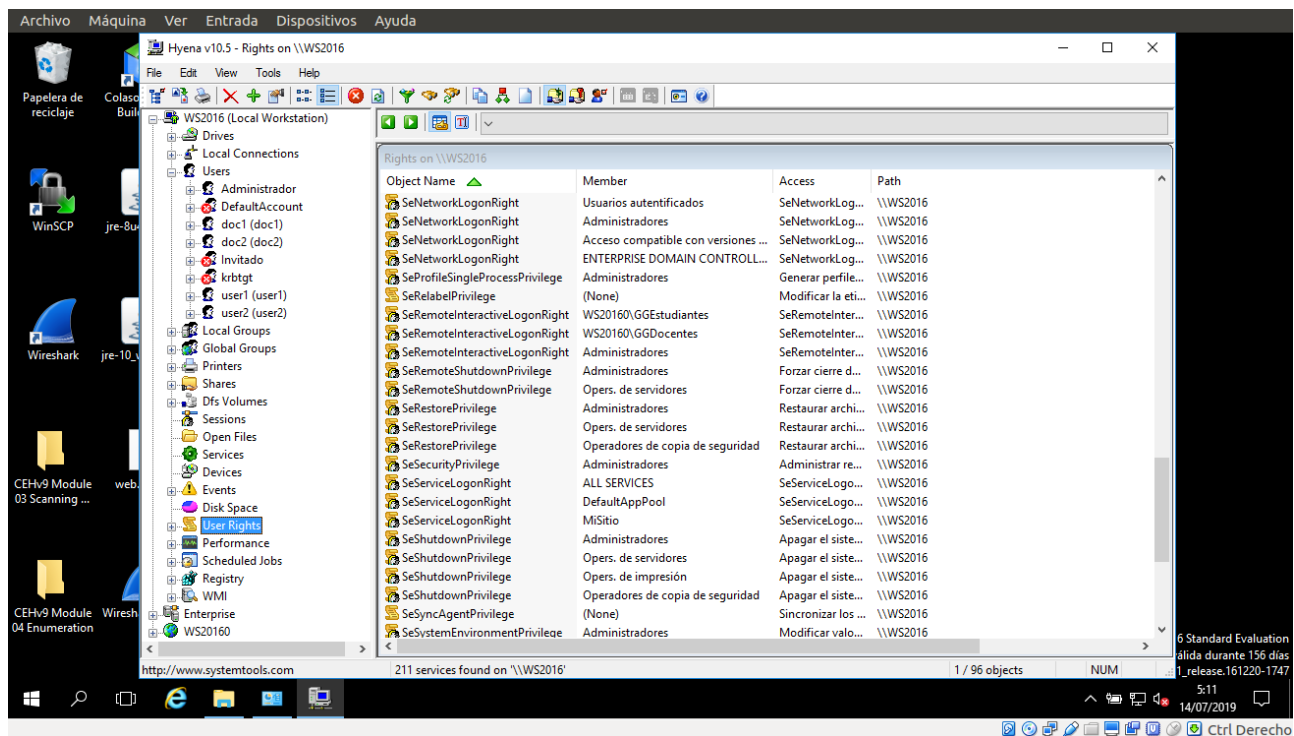 Archivo Máquina Ver Entrada Dispositivos Ayuda
Papelera de reciclaje
Colaso
Buil
WinSCP
jre-8u
Wireshark
jre-10_
CEHv9 Module 03 Scanning ...
web.
CEHv9 Module 04 Enumeration
Wiresh
Hyena v10.5 - Rights on \\WS2016
File Edit View Tools Help
WS2016 (Local Workstation)
Drives
Local Connections
Users
Administrador
DefaultAccount
doc1 (doc1)
doc2 (doc2)
Invitado
krbtgt
user1 (user1)
user2 (user2)
Local Groups
Global Groups
Printers
Shares
Dfs Volumes
Sessions
Open Files
Services
Devices
Events
Disk Space
User Rights
Performance
Scheduled Jobs
Registry
WMI
Enterprise
WS20160
Rights on \\WS2016
Object Name Member Access Path
SeNetworkLogonRight Usuarios autentificados SeNetworkLog... \\WS2016
SeNetworkLogonRight Administradores SeNetworkLog... \\WS2016
SeNetworkLogonRight Acceso compatible con versiones ... SeNetworkLog... \\WS2016
SeNetworkLogonRight ENTERPRISE DOMAIN CONTROLL... SeNetworkLog... \\WS2016
SeProfileSingleProcessPrivilege Administradores Generar perfile... \\WS2016
SeRelabelPrivilege (None) Modificar la eti... \\WS2016
SeRemoteInteractiveLogonRight WS20160\GGEstudiantes SeRemoteInter... \\WS2016
SeRemoteInteractiveLogonRight WS20160\GGDocentes SeRemoteInter... \\WS2016
SeRemoteInteractiveLogonRight Administradores SeRemoteInter... \\WS2016
SeRemoteShutdownPrivilege Administradores Forzar cierre d... \\WS2016
SeRemoteShutdownPrivilege Opers. de servidores Forzar cierre d... \\WS2016
SeRestorePrivilege Administradores Restaurar archi... \\WS2016
SeRestorePrivilege Opers. de servidores Restaurar archi... \\WS2016
SeRestorePrivilege Operadores de copia de seguridad Restaurar archi... \\WS2016
SeSecurityPrivilege Administradores Administrar re... \\WS2016
SeServiceLogonRight ALL SERVICES SeServiceLogo... \\WS2016
SeServiceLogonRight DefaultAppPool SeServiceLogo... \\WS2016
SeServiceLogonRight MiSitio SeServiceLogo... \\WS2016
SeShutdownPrivilege Administradores Apagar el siste... \\WS2016
SeShutdownPrivilege Opers. de servidores Apagar el siste... \\WS2016
SeShutdownPrivilege Opers. de impresión Apagar el siste... \\WS2016
SeShutdownPrivilege Operadores de copia de seguridad Apagar el siste... \\WS2016
SeSyncAgentPrivilege (None) Sincronizar los ... \\WS2016
SeSystemEnvironmentPrivilege Administradores Modificar valo... \\WS2016
http://www.systemtools.com 211 services found on '\\WS2016' 1 / 96 objects NUM
6 Standard Evaluation
álida durante 156 días
1_release.161220-1747
5:11
14/07/2019
Ctrl Derecho